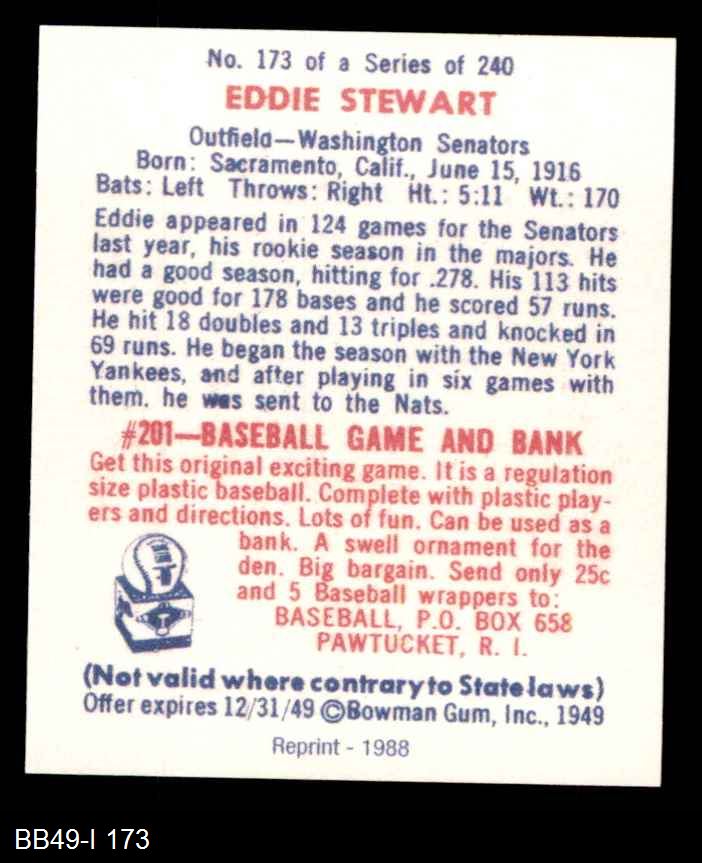 No. 173 of a Series of 240
EDDIE STEWART
Outfield—Washington Senators
Born: Sacramento, Calif., June 15, 1916
Bats: Left Throws: Right Ht.: 5:11 Wt.: 170
Eddie appeared in 124 games for the Senators
last year, his rookie season in the majors. He
had a good season, hitting for .278. His 113 hits
were good for 178 bases and he scored 57 runs.
He hit 18 doubles and 13 triples and knocked in
69 runs. He began the season with the New York
Yankees, and after playing in six games with
them. he was sent to the Nats.
#201—BASEBALL GAME AND BANK
Get this original exciting game. It is a regulation
size plastic baseball. Complete with plastic play-
ers and directions. Lots of fun. Can be used as a
bank. A swell ornament for the
den. Big bargain. Send only 25c
and 5 Baseball wrappers to:
BASEBALL, P.O. BOX 658
PAWTUCKET, R. I.
(Not valid where contrary to State laws)
Offer expires 12/31/49 ©Bowman Gum, Inc., 1949
Reprint - 1988
BB49-I 173